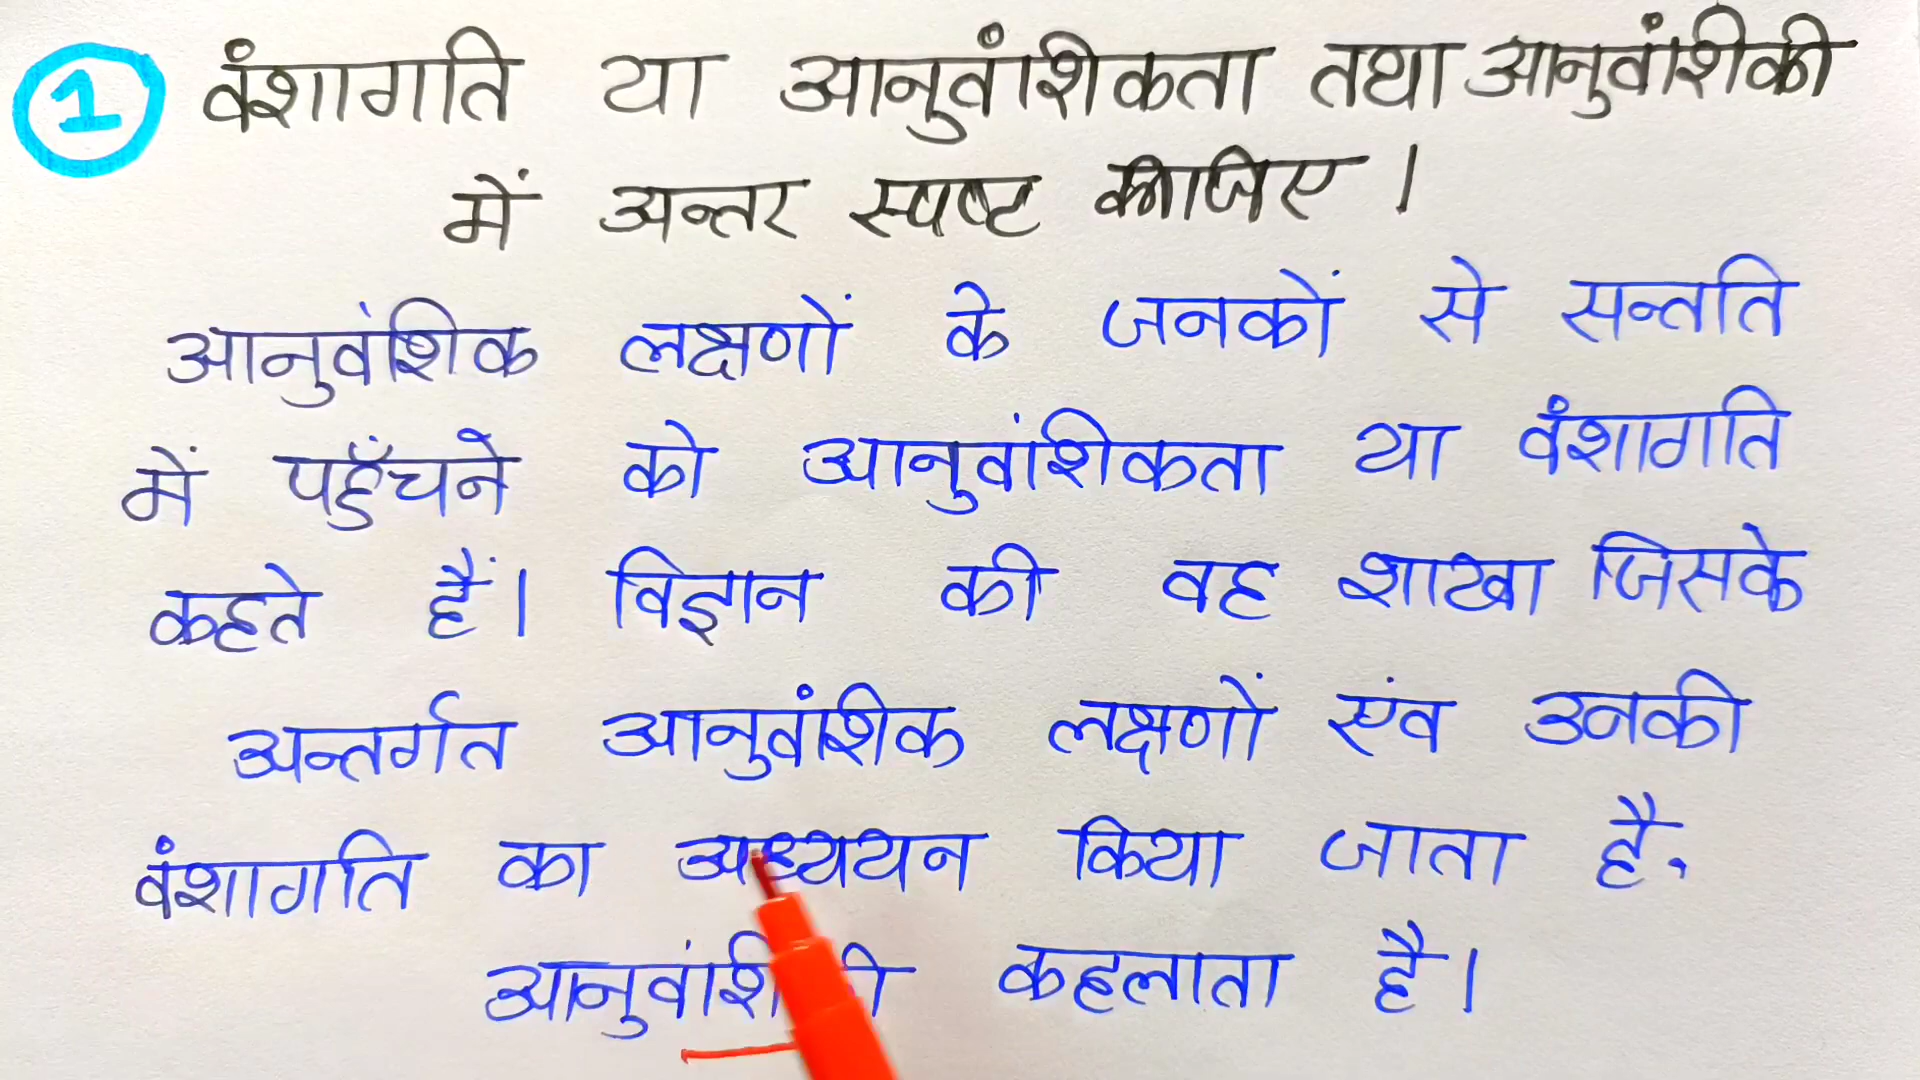 1 वंशागति या आनुवंशिकता तथा आनुवंशिकी
में अन्तर स्पष्ट कीजिए।
आनुवंशिक लक्षणों के जनकों से सन्तति
में पहुँचने को आनुवांशिकता या वंशागति
कहते हैं। विज्ञान की वह शाखा जिसके
अन्तर्गत आनुवंशिक लक्षणों एंव उनकी
वंशागति का अध्ययन किया जाता है.
कहलाता है।